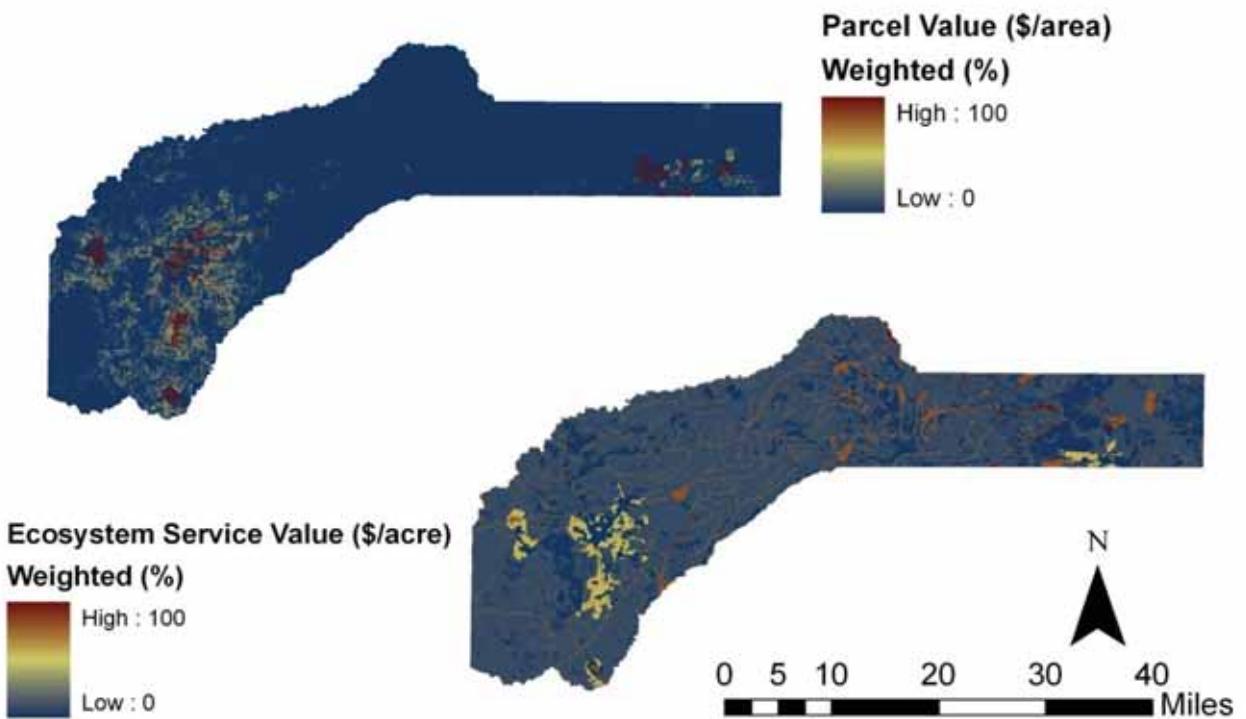 Parcel Value ($/area)
Weighted (%)
High : 100
Low : 0
Ecosystem Service Value ($/acre)
Weighted (%)
High : 100
Low : 0
N
0 5 10 20 30 40
Miles